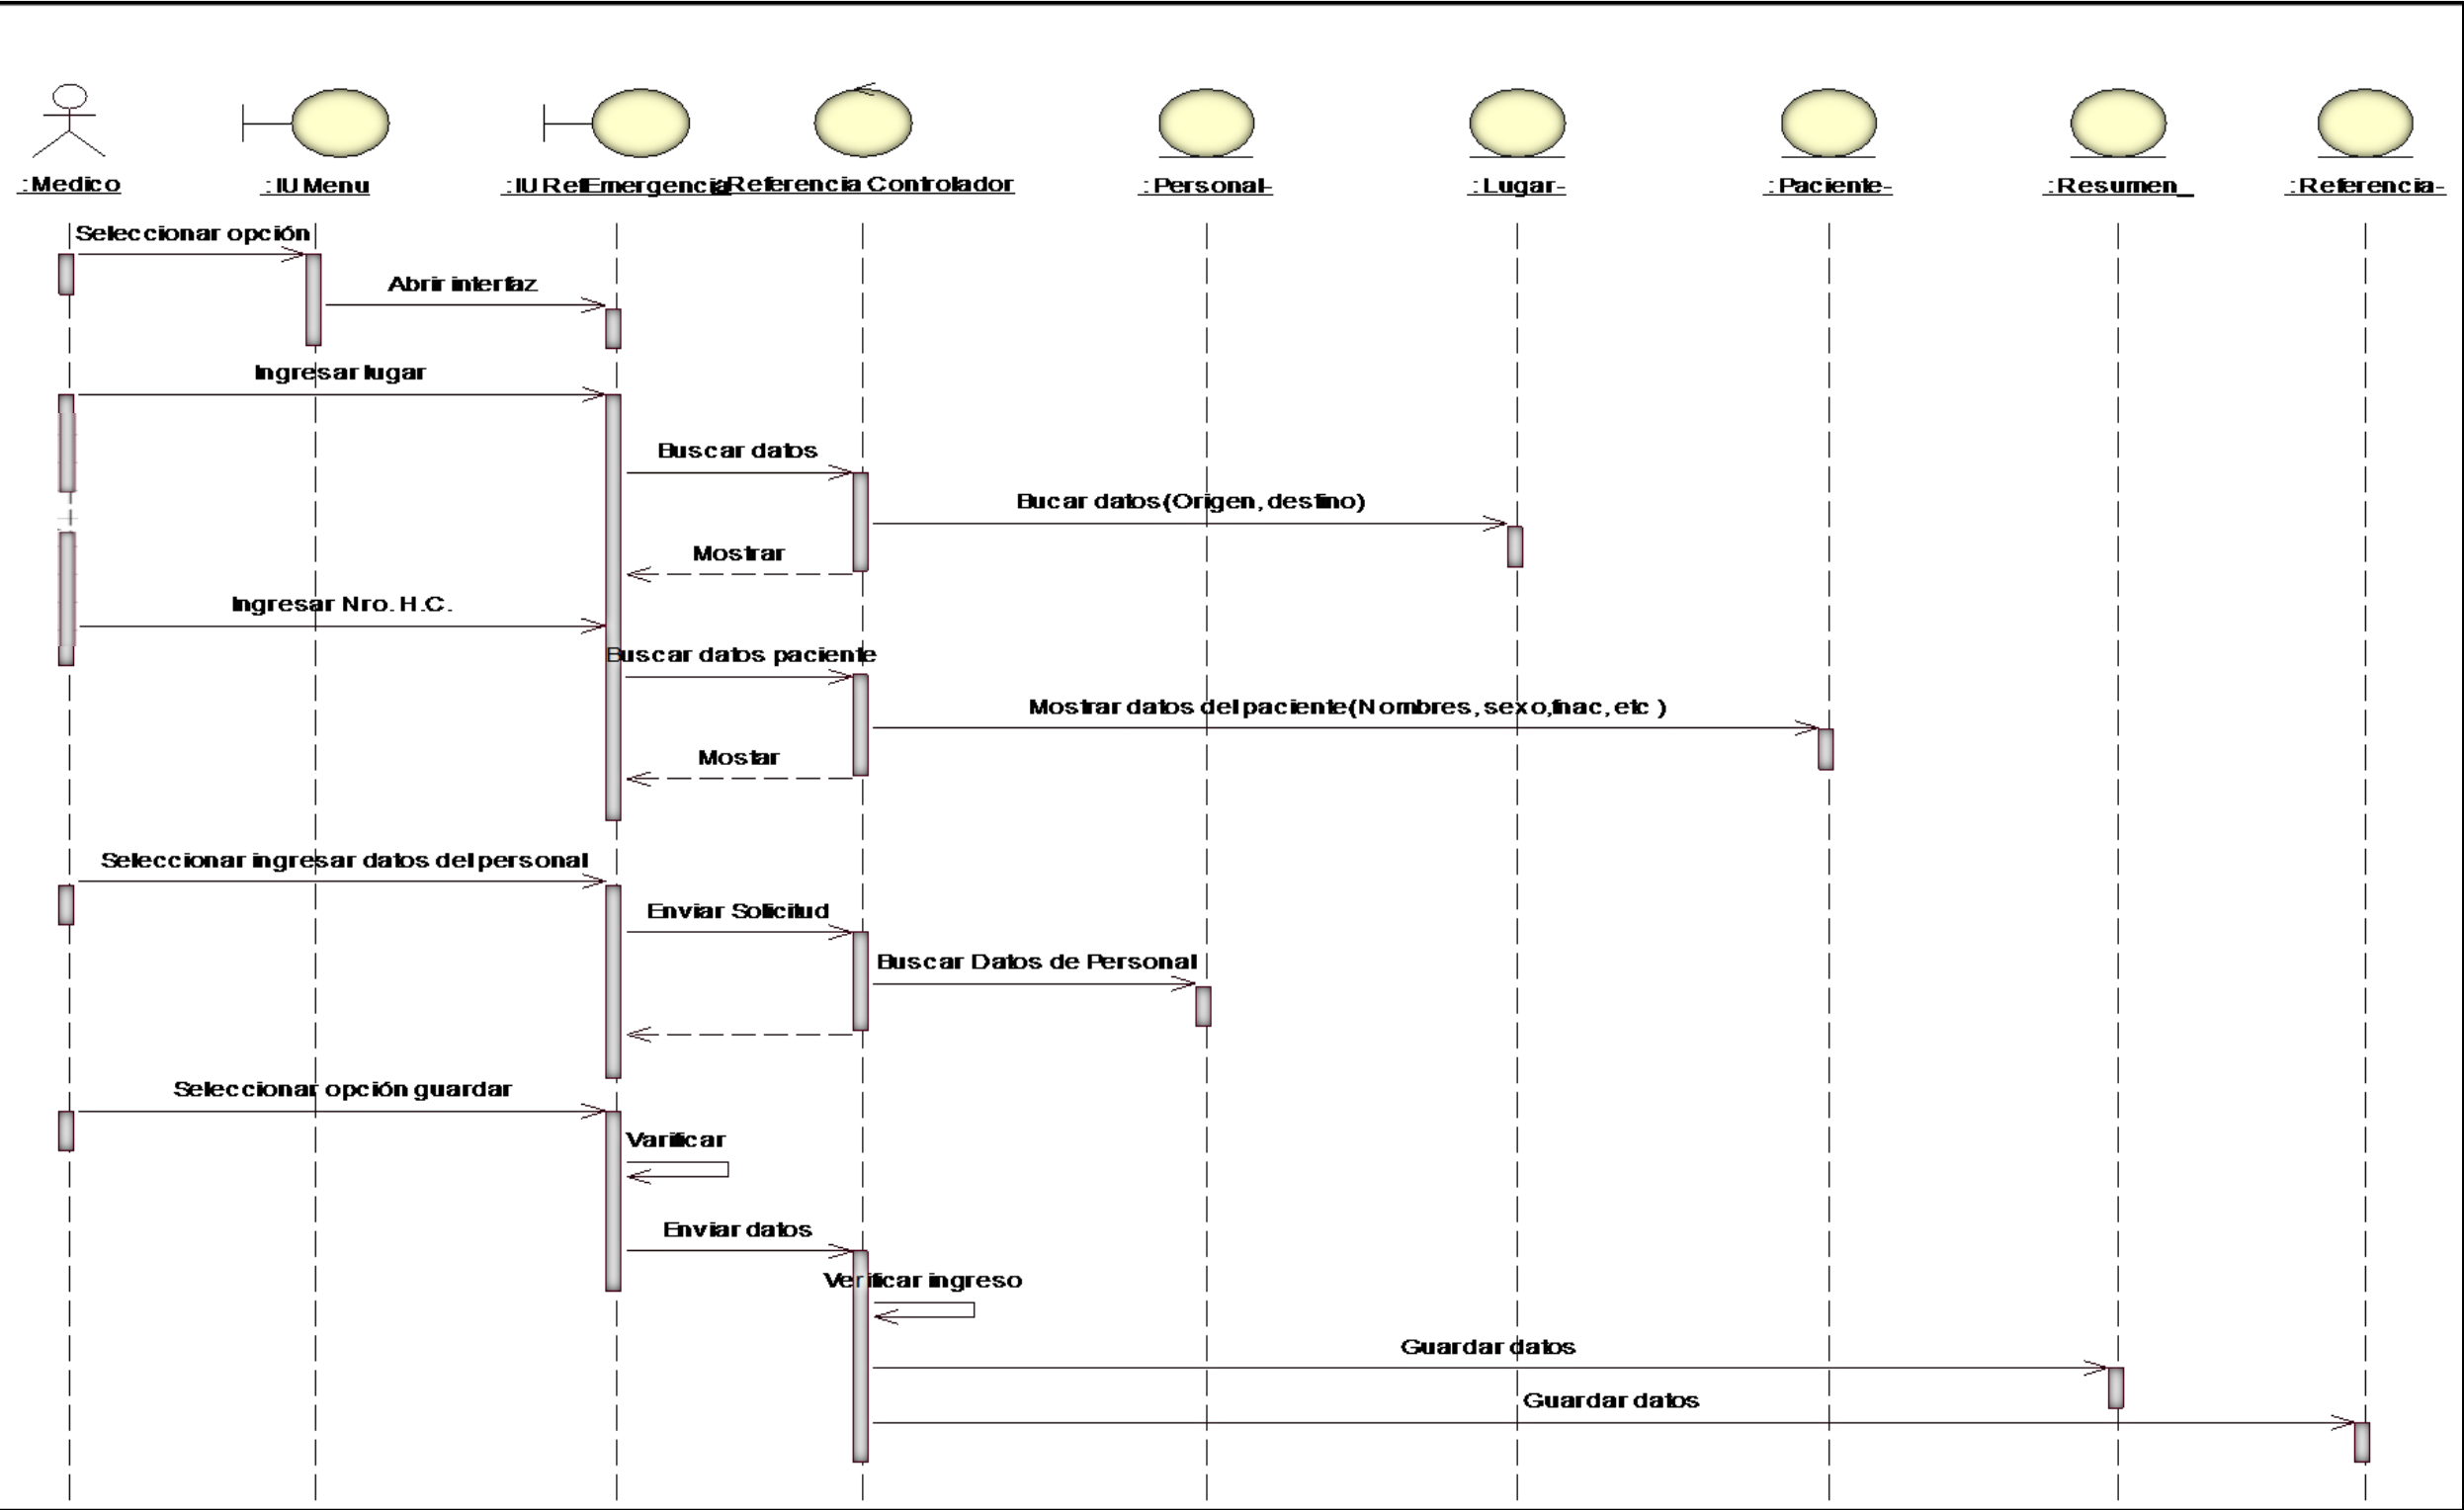 :Medico
:IU Menu
:IU RefEmergencia
Referencia Controlador
:Personal-
:Lugar-
:Paciente-
:Resumen_
:Referencia-
Seleccionar opción
Abrir interfaz
Ingresar lugar
Buscar datos
Bucar datos(Origen, destino)
Mostrar
Ingresar Nro. H.C.
Buscar datos paciente
Mostrar datos del paciente(Nombres, sexo,fnac, etc )
Mostar
Seleccionar ingresar datos del personal
Enviar Solicitud
Buscar Datos de Personal
Seleccionar opción guardar
Varificar
Enviar datos
Verificar ingreso
Guardar datos
Guardar datos